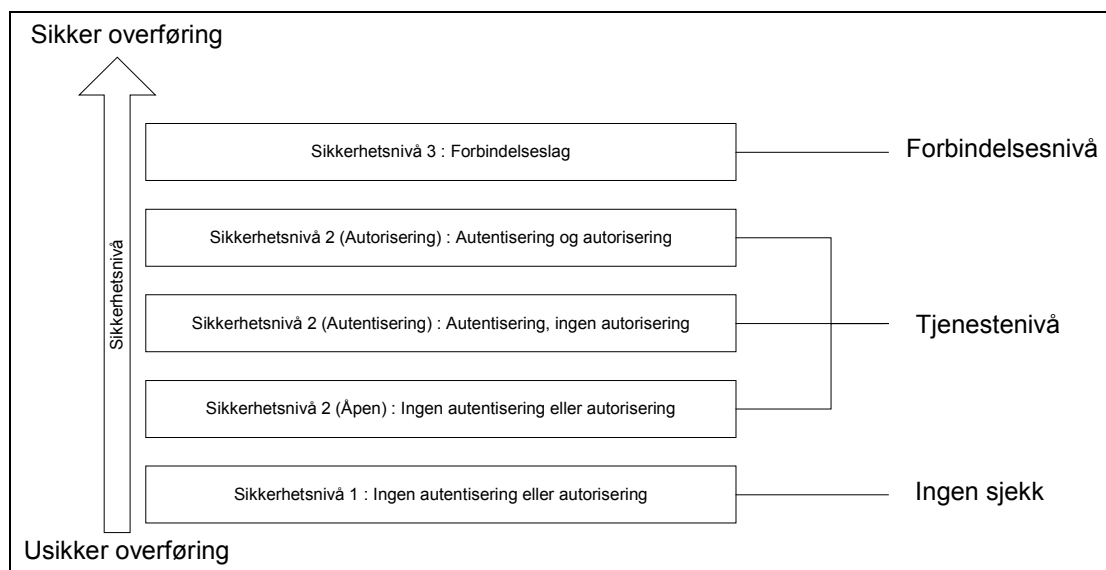 Sikker overføring
Sikkerhetsnivå 3 : Forbindelseslag
Forbindelsesnivå
Sikkerhetsnivå 2 (Autorisering) : Autentisering og autorisering
Sikkerhetsnivå 2 (Autentisering) : Autentisering, ingen autorisering
Tjenestenivå
Sikkerhetsnivå 2 (Åpen) : Ingen autentisering eller autorisering
Sikkerhetsnivå 1 : Ingen autentisering eller autorisering
Ingen sjekk
Sikkerhetsnivå
Usikker overføring